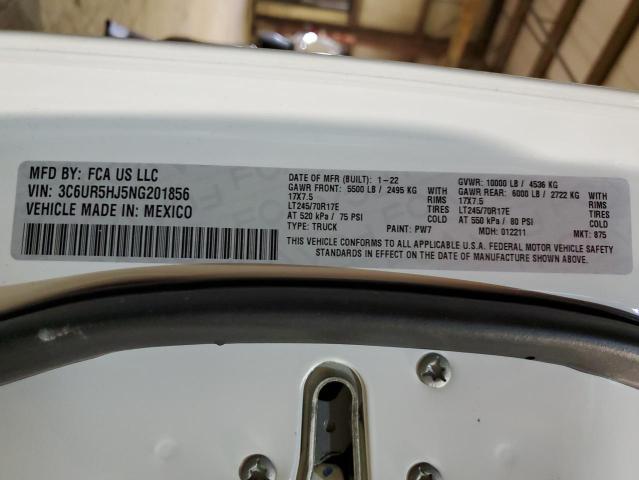 MFD BY: FCA US LLC
VIN: 3C6UR5HJ5NG201856
VEHICLE MADE IN: MEXICO
DATE OF MFR (BUILT): 1-22 GVWR: 10000 LB / 4536 KG
GAWR FRONT: 5500 LB / 2495 KG WITH GAWR REAR: 6000 LB / 2722 KG WITH
17X7.5 RIMS 17X7.5 RIMS
LT245/70R17E TIRES LT245/70R17E TIRES
AT 520 kPa / 75 PSI AT 550 kPa / 80 PSI
TYPE: TRUCK PAINT: PW7 MDH: 012211 MKT: 875
THIS VEHICLE CONFORMS TO ALL APPLICABLE U.S.A. FEDERAL MOTOR VEHICLE SAFETY
STANDARDS IN EFFECT ON THE DATE OF MANUFACTURE SHOWN ABOVE.